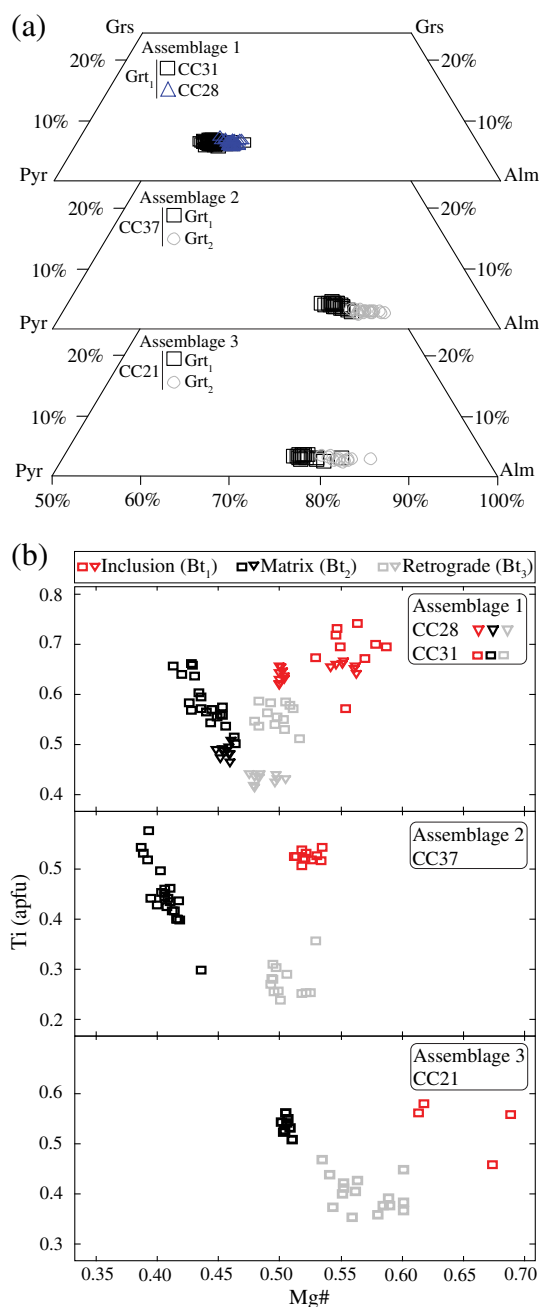 (a)
Grs Grs
Assemblage 1
Grt1 CC31
CC28
20% 20%
10% 10%
Pyr Alm
Assemblage 2
CC37 Grt1
Grt2
20% 20%
10% 10%
Pyr Alm
Assemblage 3
CC21 Grt1
Grt2
20% 20%
10% 10%
Pyr Alm
50% 60% 70% 80% 90% 100%
(b)
Inclusion (Bt1) Matrix (Bt2) Retrograde (Bt3)
Assemblage 1
CC28
CC31
0.8
0.7
0.6
0.5
0.4
Assemblage 2
CC37
0.5
0.4
0.3
0.2
Ti (apfu)
Assemblage 3
CC21
0.6
0.5
0.4
0.3
0.35 0.40 0.45 0.50 0.55 0.60 0.65 0.70
Mg#